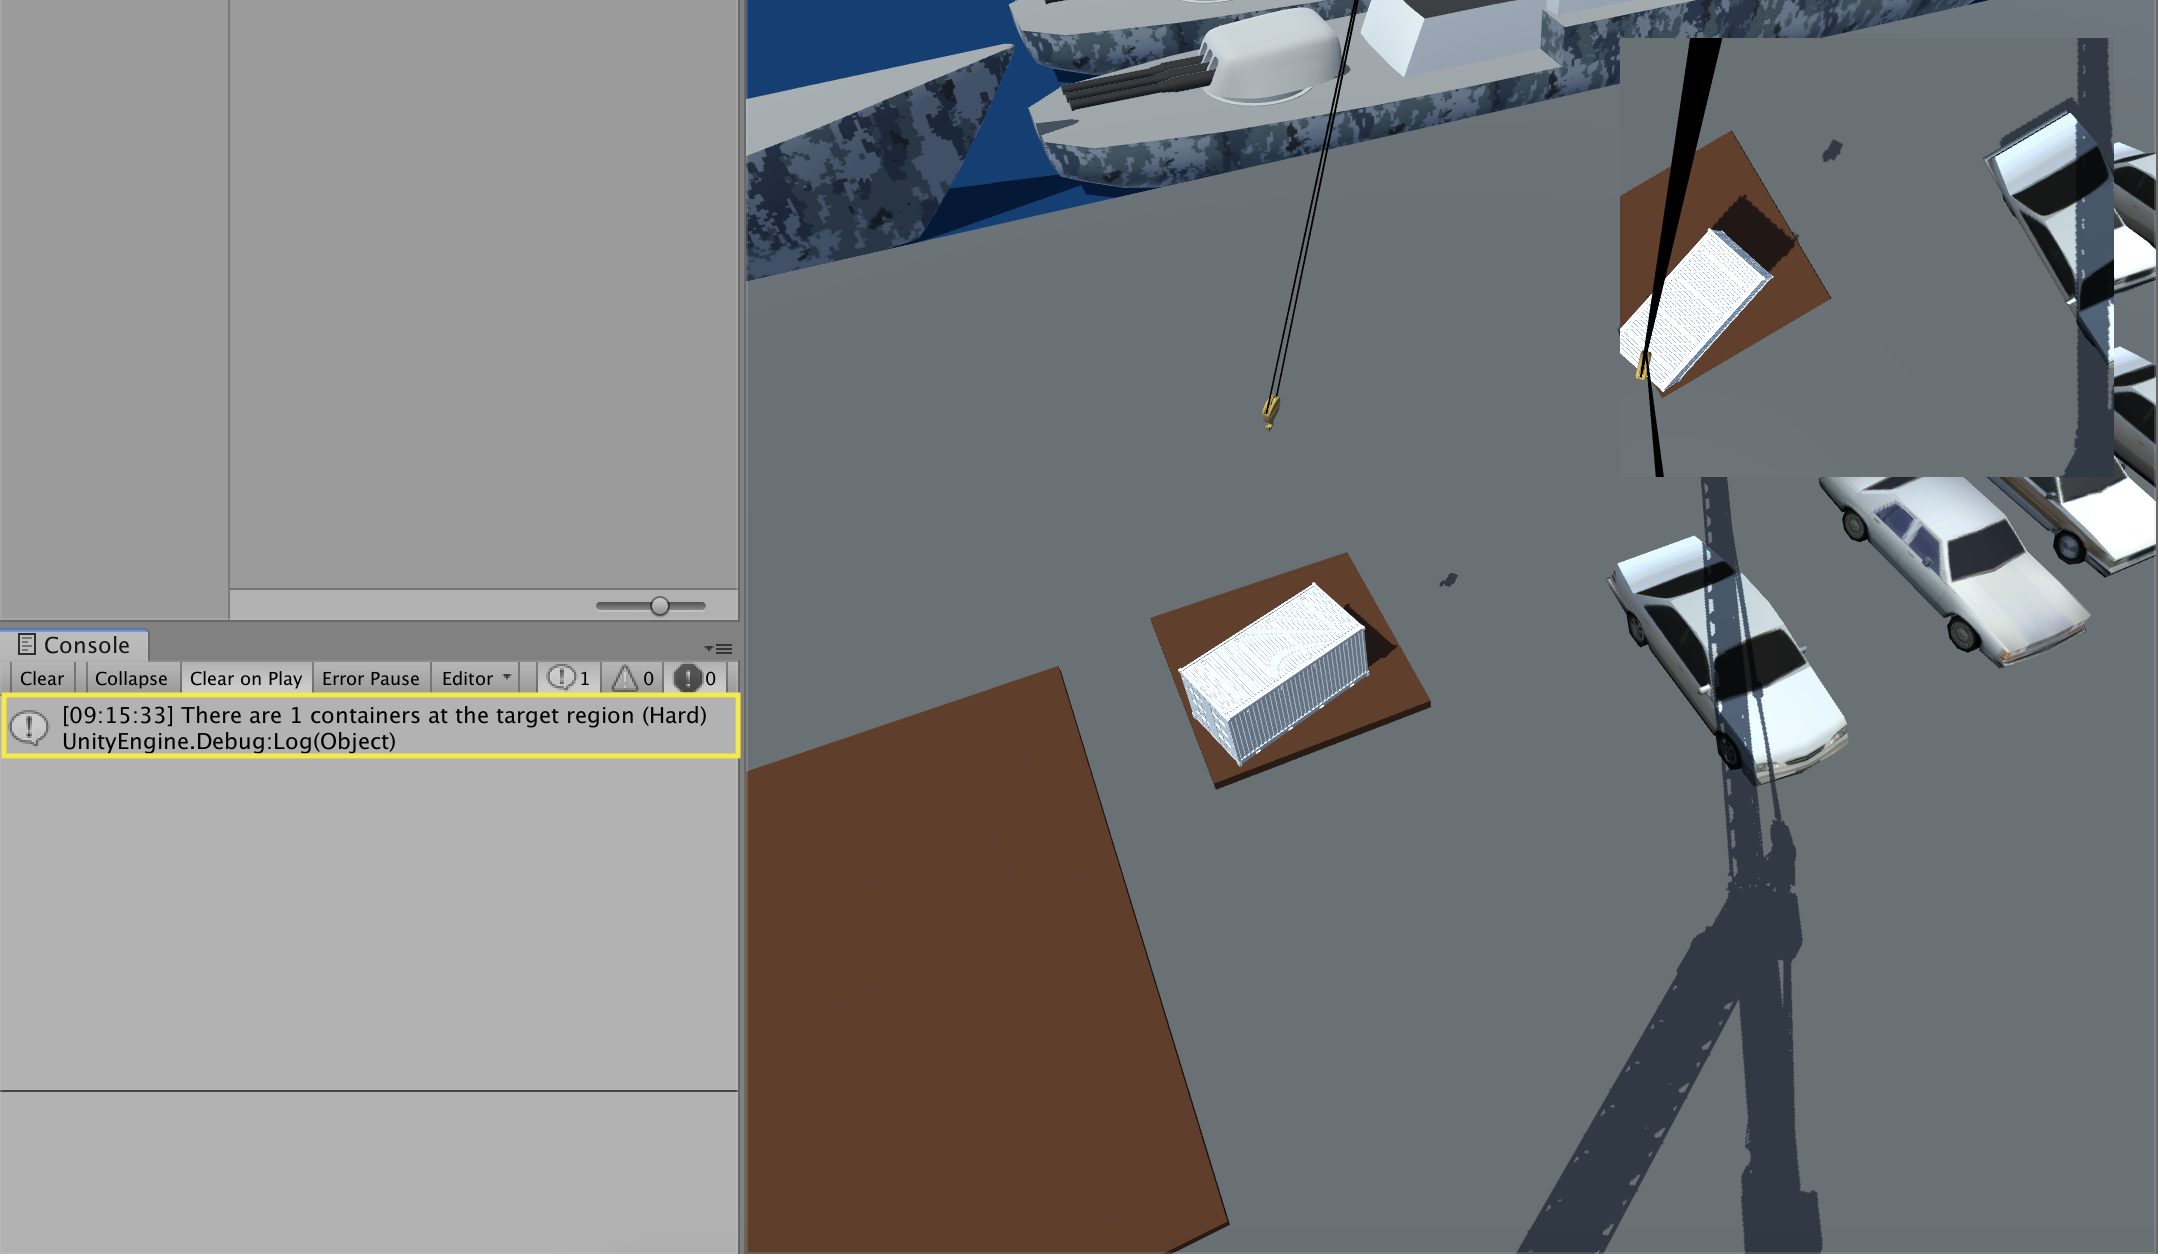 Console
Clear Collapse Clear on Play Error Pause Editor 1 0 0
[09:15:33] There are 1 containers at the target region (Hard)
UnityEngine.Debug:Log(Object)